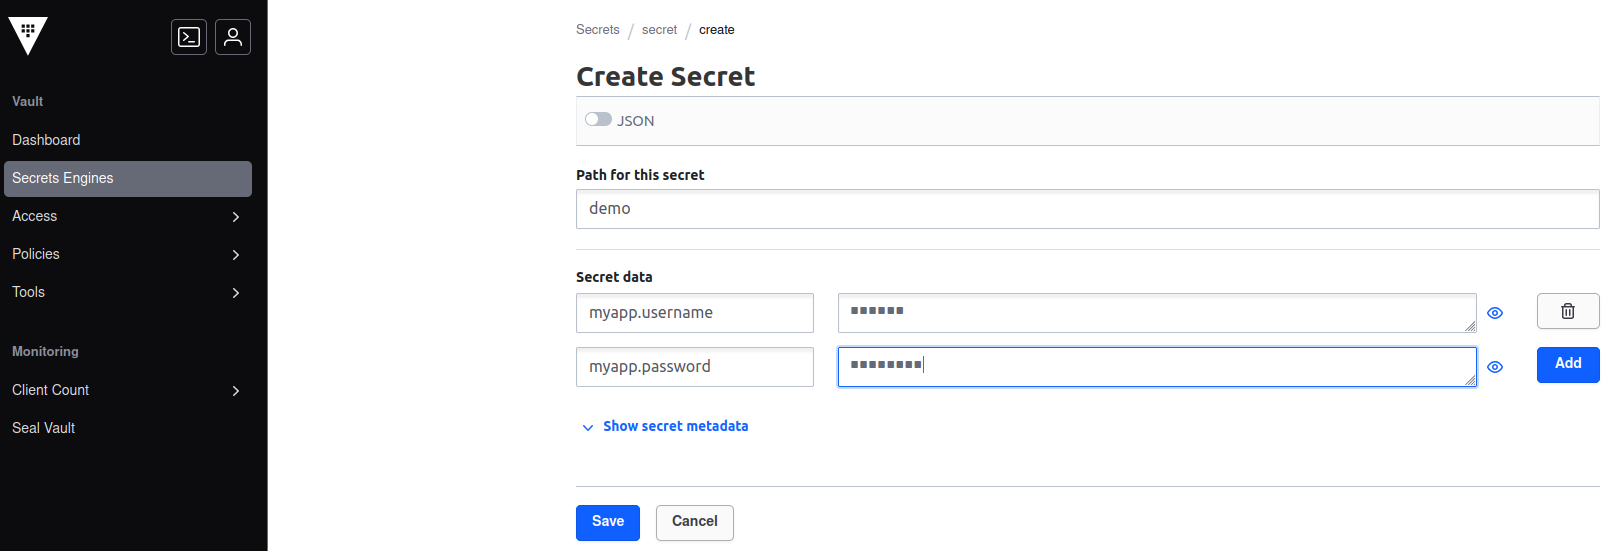 Vault
Dashboard
Secrets Engines
Access
Policies
Tools
Monitoring
Client Count
Seal Vault
Secrets / secret / create
Create Secret
JSON
Path for this secret
demo
Secret data
myapp.username
myapp.password
Add
Show secret metadata
Save Cancel